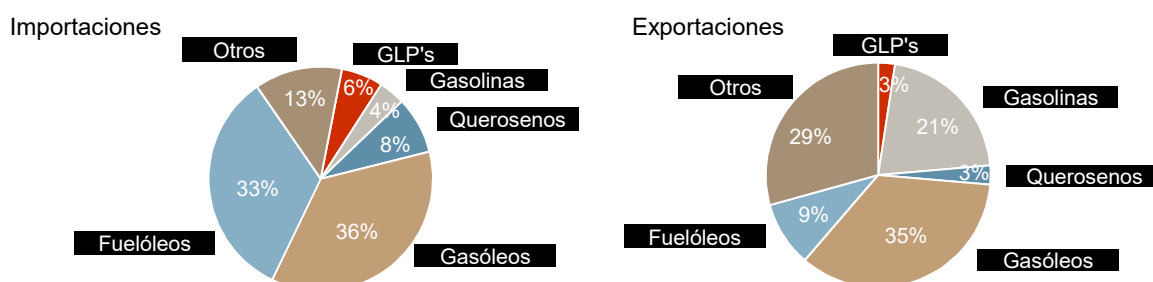 Importaciones
Otros
GLP's
Gasolinas
Querosenos
Gasóleos
Fuelóleos
13%
6%
4%
8%
36%
33%
Exportaciones
GLP's
Otros
Gasolinas
Querosenos
Gasóleos
Fuelóleos
3%
21%
3%
35%
9%
29%